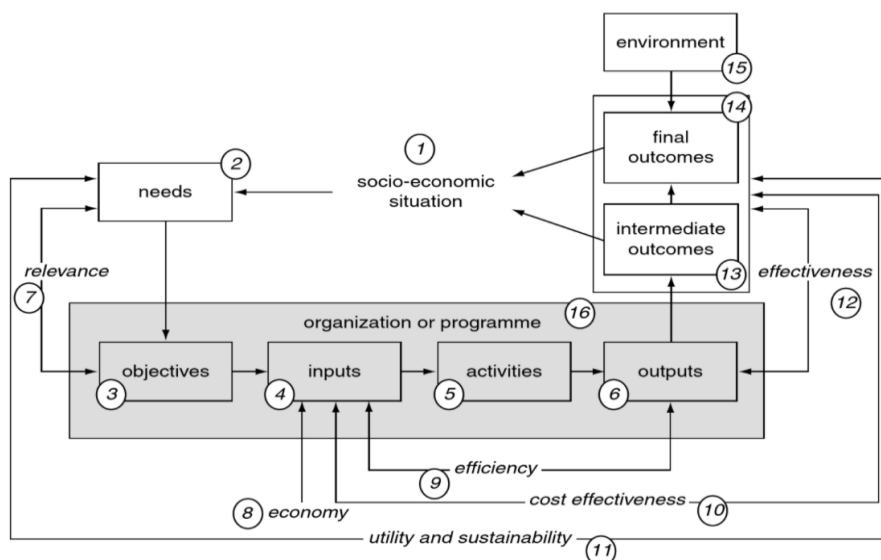 environment
15
14
final
outcomes
1
socio-economic
situation
2
needs
intermediate
outcomes
13
relevance
7
effectiveness
12
16
organization or programme
objectives
3
inputs
4
activities
5
outputs
6
efficiency
9
8 economy
cost effectiveness 10
utility and sustainability 11